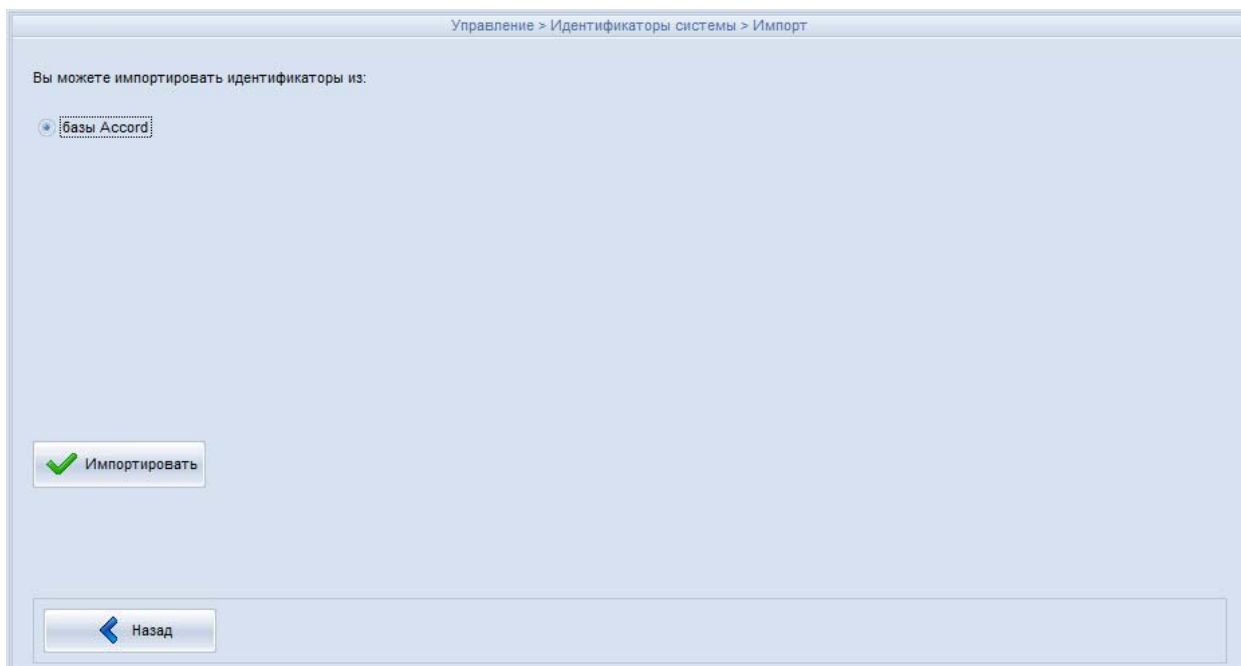 Управление > Идентификаторы системы > Импорт
Вы можете импортировать идентификаторы из:
базы Accord
Импортировать
Назад